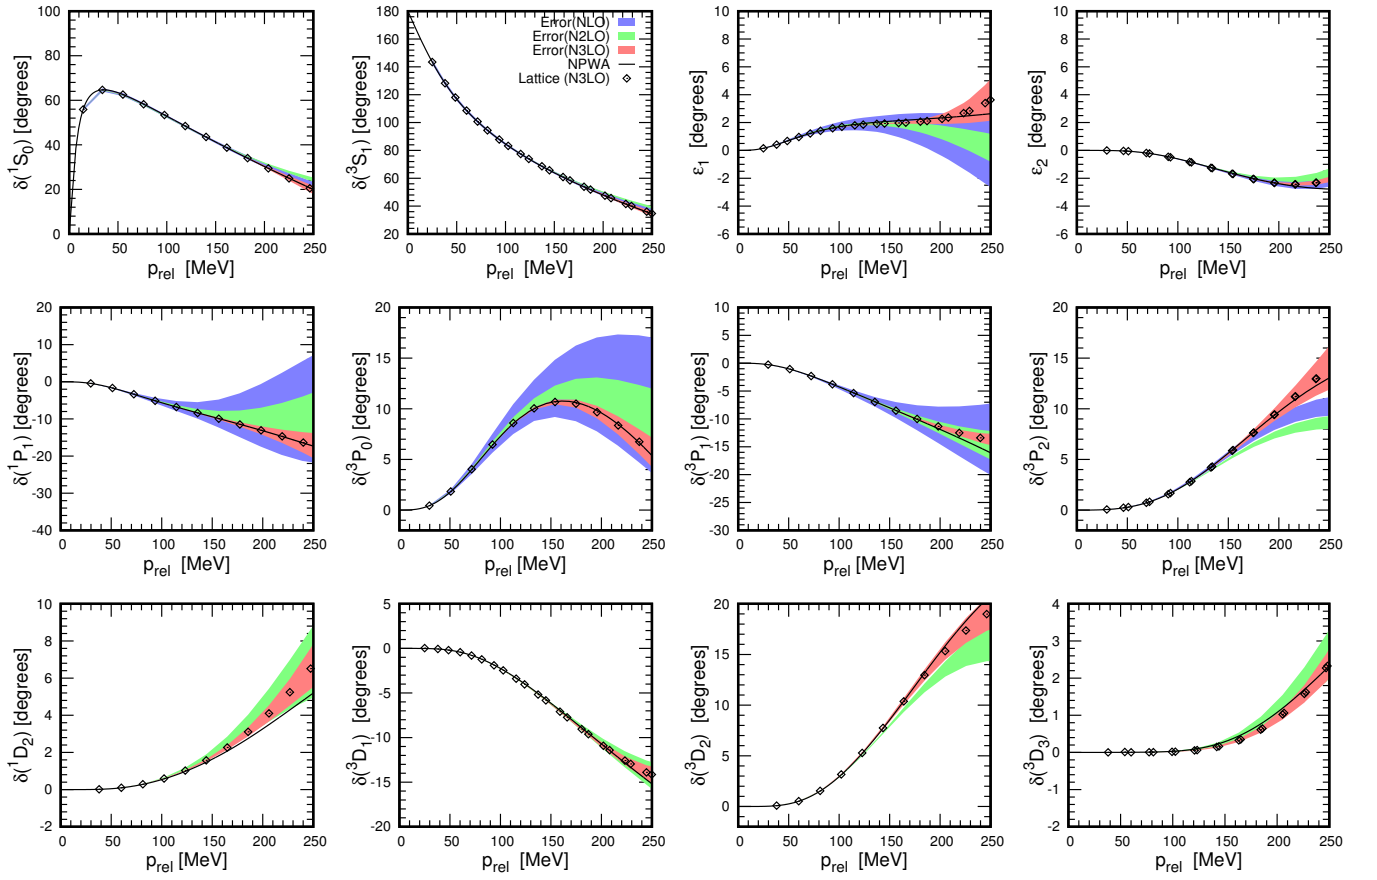 100
80
60
40
20
0
0 50 100 150 200 250
δ(¹S₀) [degrees]
p_rel [MeV]
180
160
140
120
100
80
60
40
20
0 50 100 150 200 250
δ(³S₁) [degrees]
p_rel [MeV]
Error(NLO)
Error(N2LO)
Error(N3LO)
NPWA
Lattice (N3LO)
10
8
6
4
2
0
-2
-4
-6
0 50 100 150 200 250
ε₁ [degrees]
p_rel [MeV]
10
8
6
4
2
0
-2
-4
-6
0 50 100 150 200 250
ε₂ [degrees]
p_rel [MeV]
20
10
0
-10
-20
-30
-40
0 50 100 150 200 250
δ(¹P₁) [degrees]
p_rel [MeV]
20
15
10
5
0
0 50 100 150 200 250
δ(³P₀) [degrees]
p_rel [MeV]
10
5
0
-5
-10
-15
-20
-25
-30
0 50 100 150 200 250
δ(³P₁) [degrees]
p_rel [MeV]
20
15
10
5
0
0 50 100 150 200 250
δ(³P₂) [degrees]
p_rel [MeV]
10
8
6
4
2
0
-2
0 50 100 150 200 250
δ(¹D₂) [degrees]
p_rel [MeV]
5
0
-5
-10
-15
-20
0 50 100 150 200 250
δ(³D₁) [degrees]
p_rel [MeV]
20
15
10
5
0
0 50 100 150 200 250
δ(³D₂) [degrees]
p_rel [MeV]
4
3
2
1
0
-1
-2
0 50 100 150 200 250
δ(³D₃) [degrees]
p_rel [MeV]